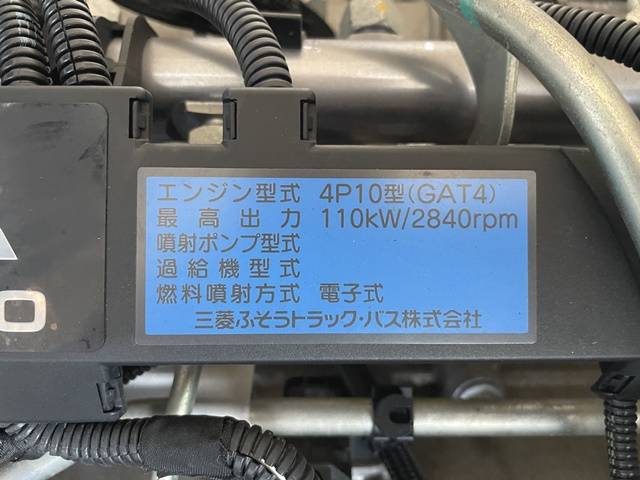 エンジン型式 4P10型(GAT4)
最高出力 110kW/2840rpm
噴射ポンプ型式
過給機型式
燃料噴射方式 電子式
三菱ふそうトラック・バス株式会社